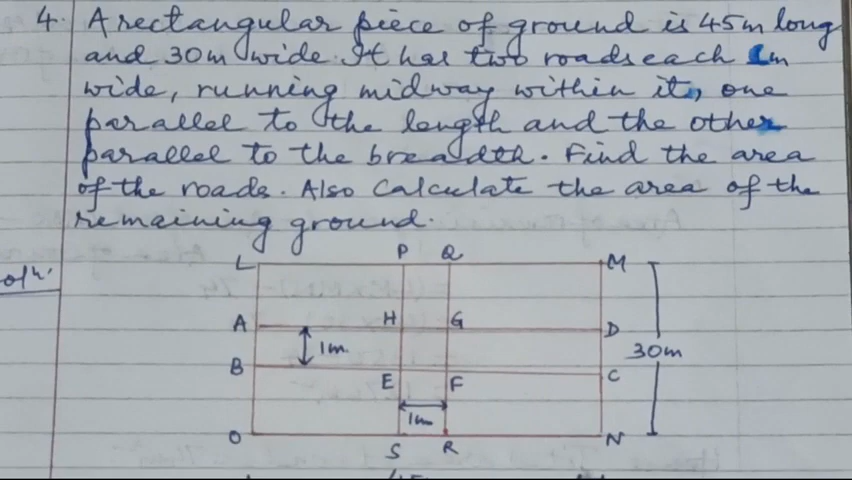 4. A rectangular piece of ground is 45m long
and 30m wide. It has two roads each 1m
wide, running midway within it, one
parallel to the length and the other
parallel to the breadth. Find the area
of the roads. Also Calculate the area of the
remaining ground.
L P Q M
A H G D
1m 30m
B E F C
1m
O S R N